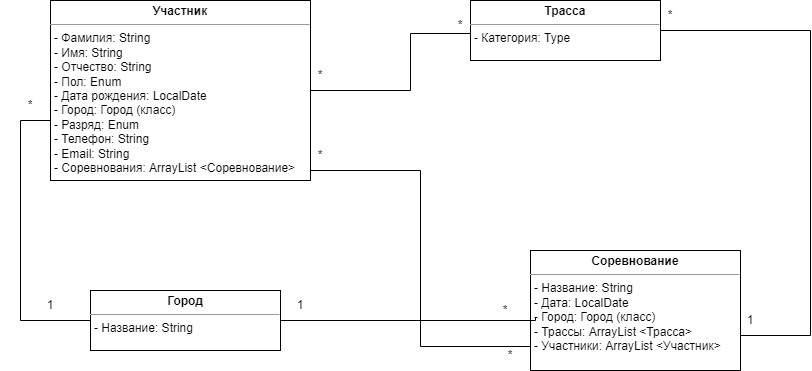 Участник
- Фамилия: String
- Имя: String
- Отчество: String
- Пол: Enum
- Дата рождения: LocalDate
- Город: Город (класс)
- Разряд: Enum
- Телефон: String
- Email: String
- Соревнования: ArrayList <Соревнование>
*
*
*
*
Трасса
- Категория: Type
*
1
Город
- Название: String
1
*
*
Соревнование
- Название: String
- Дата: LocalDate
- Город: Город (класс)
- Трассы: ArrayList <Трасса>
- Участники: ArrayList <Участник>
1